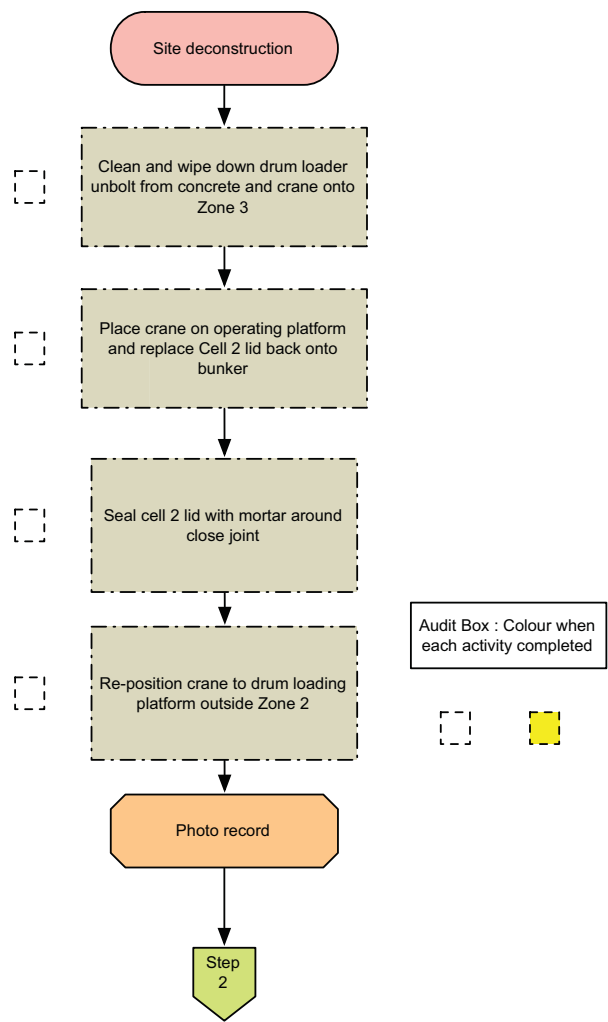 Site deconstruction
Clean and wipe down drum loader
unbolt from concrete and crane onto
Zone 3
Place crane on operating platform
and replace Cell 2 lid back onto
bunker
Seal cell 2 lid with mortar around
close joint
Audit Box : Colour when
each activity completed
Re-position crane to drum loading
platform outside Zone 2
Photo record
Step
2